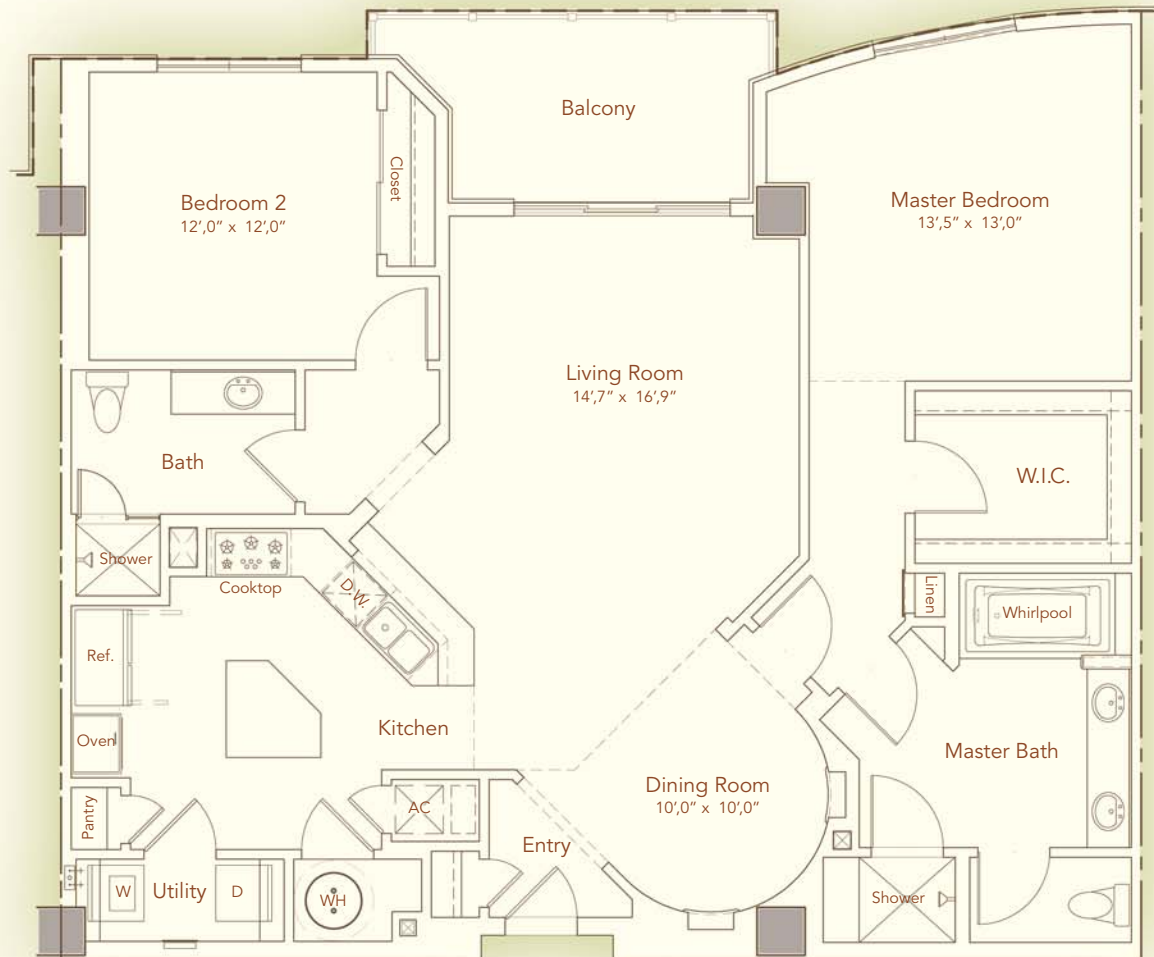 Balcony
Bedroom 2
12',0" x 12',0"
Closet
Master Bedroom
13',5" x 13',0"
Living Room
14',7" x 16',9"
Bath
W.I.C.
Shower
Cooktop
D.W.
Linen
Whirlpool
Ref.
Oven
Kitchen
Master Bath
Dining Room
10',0" x 10',0"
Pantry
AC
Entry
W
Utility
D
WH
Shower